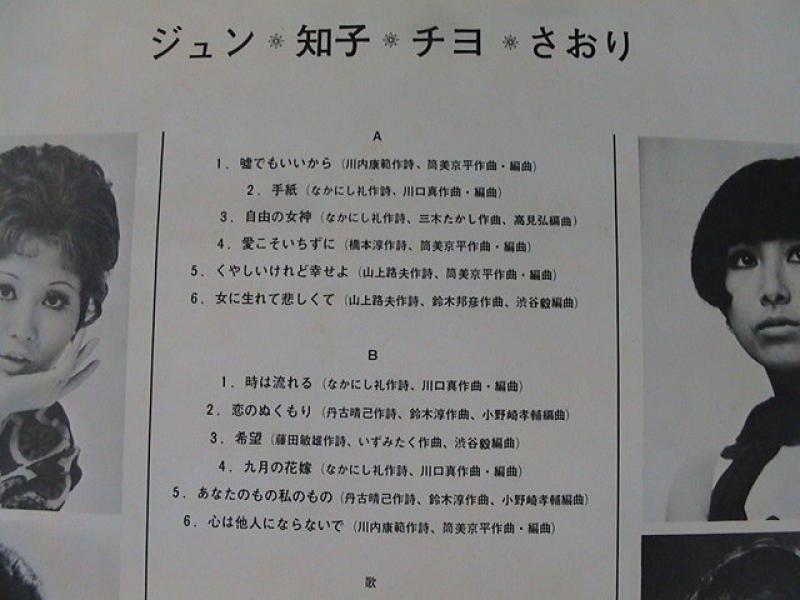 ジュン＊知子＊チヨ＊さおり
A
1. 嘘でもいいから（川内康範作詩、筒美京平作曲・編曲）
2. 手紙（なかにし礼作詩、川口真作曲・編曲）
3. 自由の女神（なかにし礼作詩、三木たかし作曲、高見弘編曲）
4. 愛こそいちずに（橋本淳作詩、筒美京平作曲・編曲）
5. くやしいけれど幸せよ（山上路夫作詩、筒美京平作曲・編曲）
6. 女に生れて悲しくて（山上路夫作詩、鈴木邦彦作曲、渋谷毅編曲）
B
1. 時は流れる（なかにし礼作詩、川口真作曲・編曲）
2. 恋のぬくもり（丹古晴己作詩、鈴木淳作曲、小野崎孝輔編曲）
3. 希望（藤田敏雄作詩、いずみたく作曲、渋谷毅編曲）
4. 九月の花嫁（なかにし礼作詩、川口真作曲・編曲）
5. あなたのもの私のもの（丹古晴己作詩、鈴木淳作曲、小野崎孝輔編曲）
6. 心は他人にならないで（川内康範作詩、筒美京平作曲・編曲）
歌